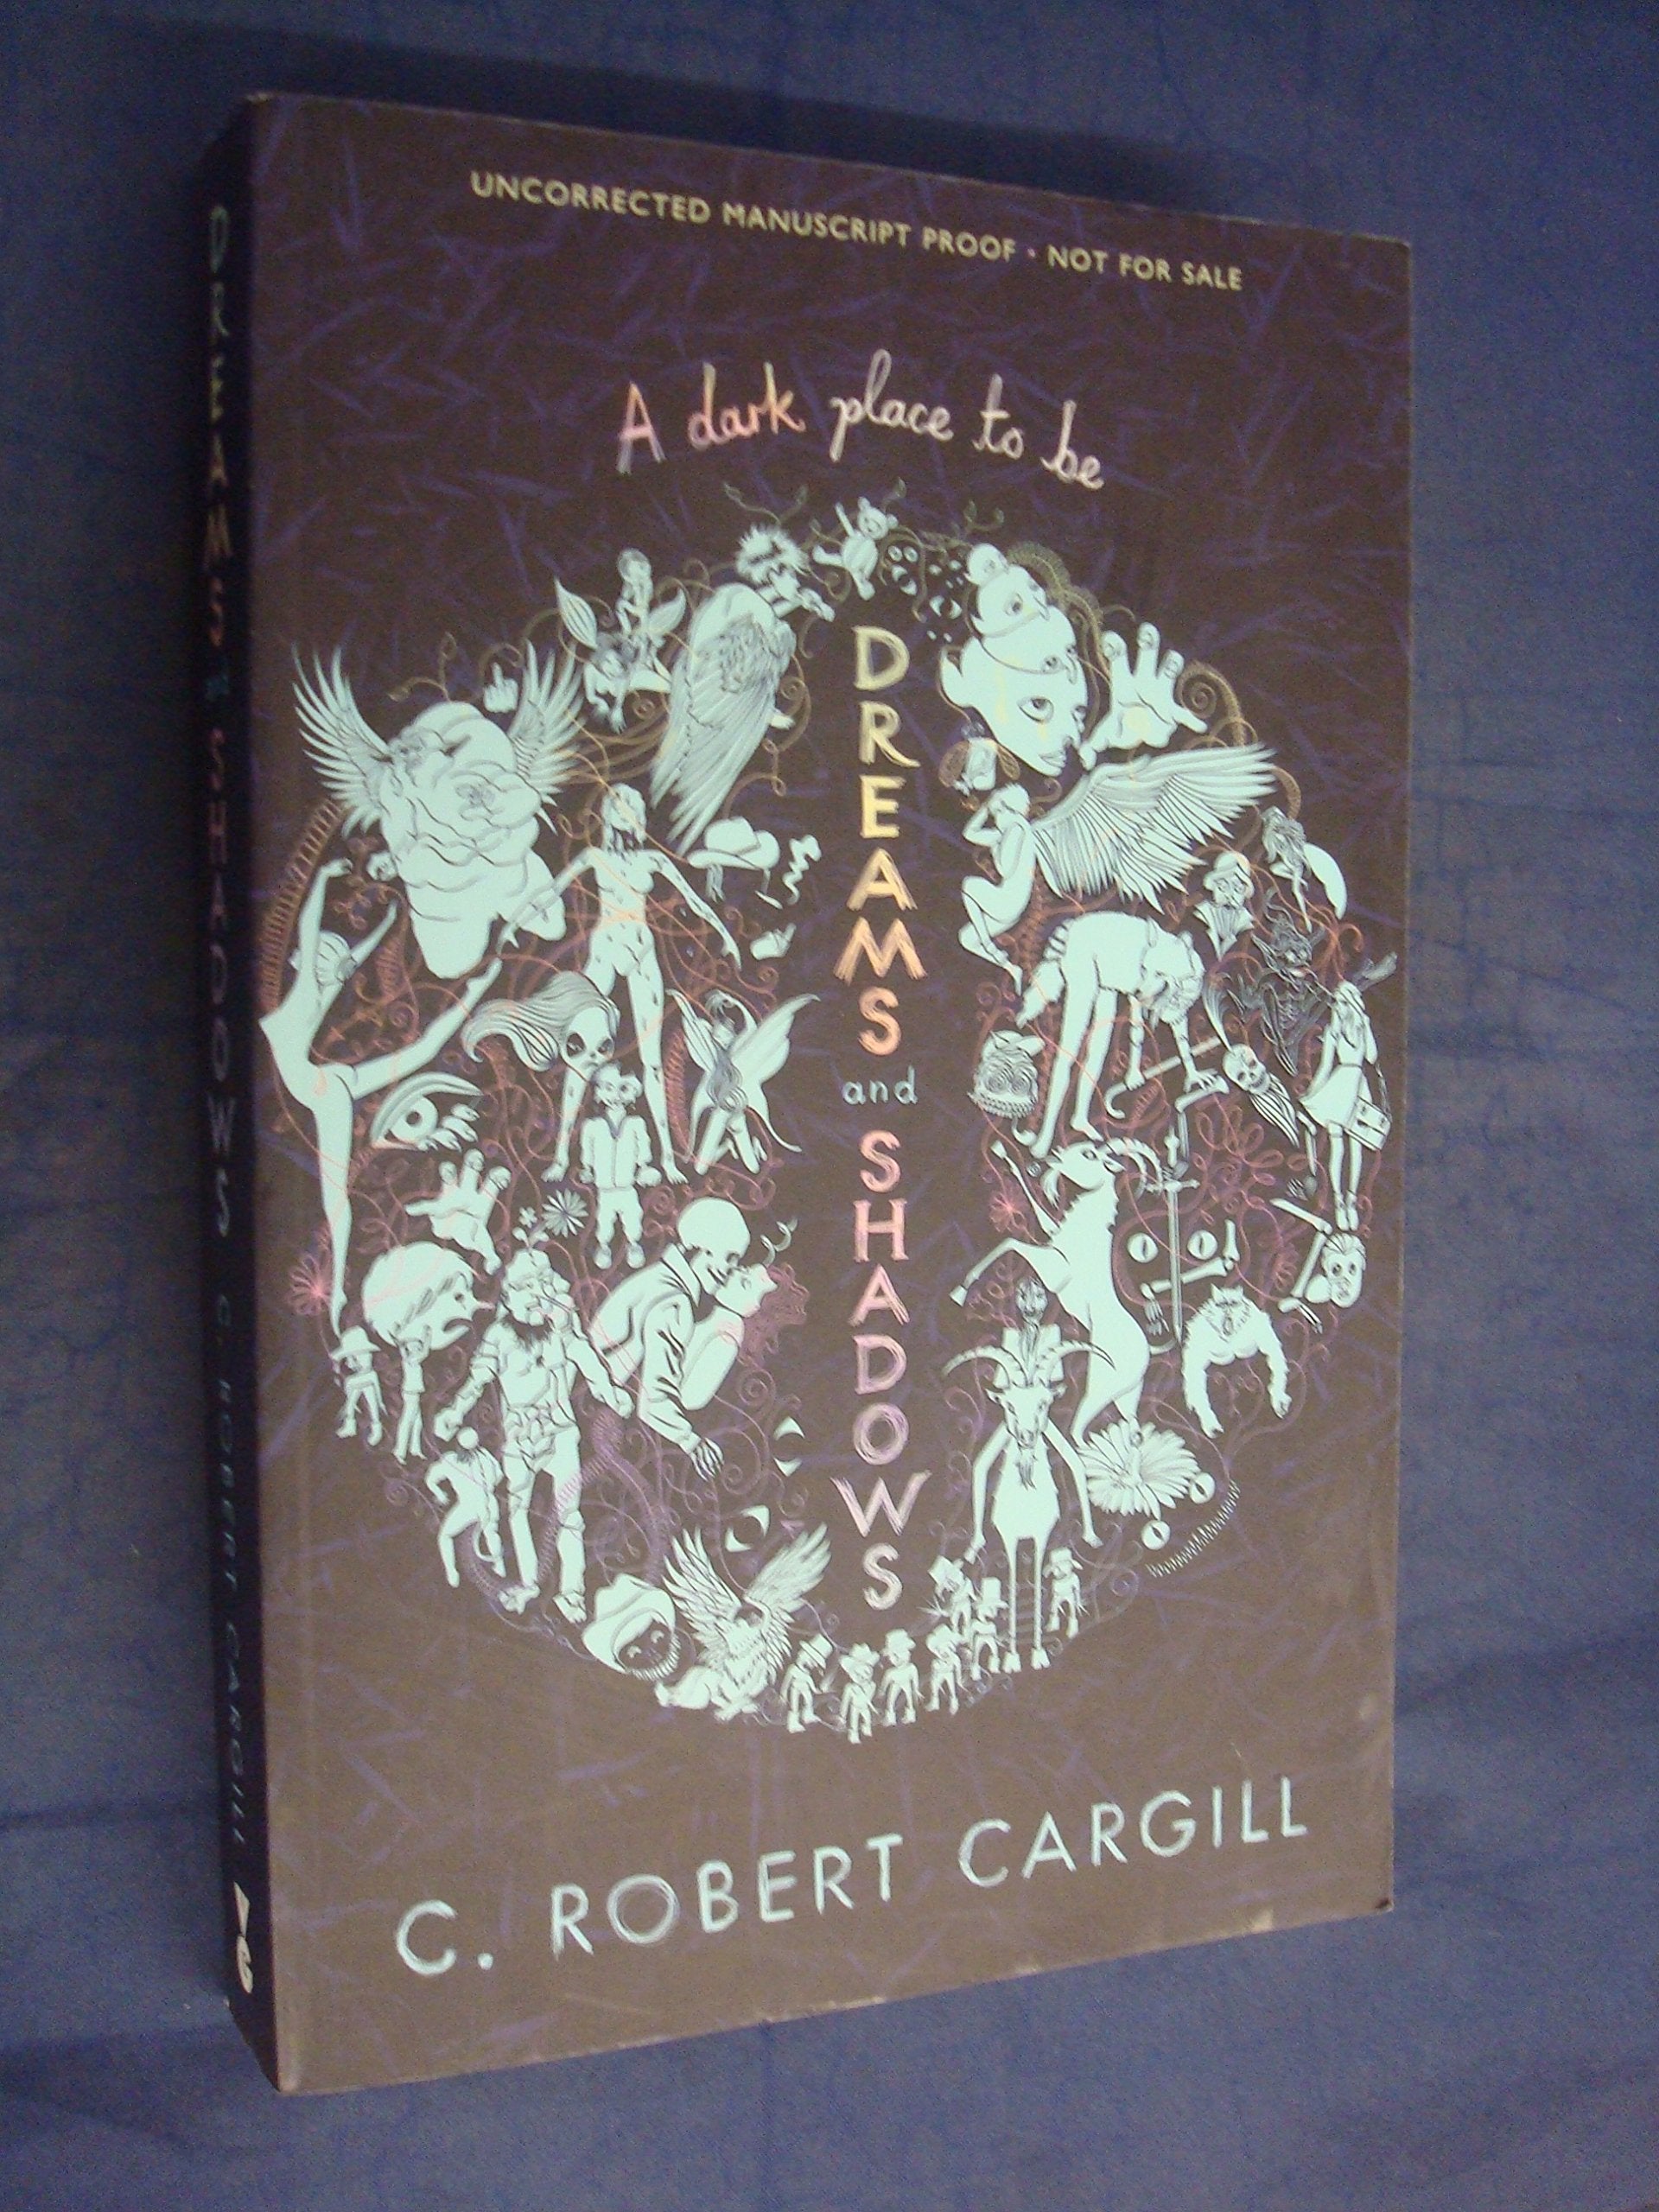 UNCORRECTED MANUSCRIPT PROOF · NOT FOR SALE
A dark place to be
DREAMS
and
SHADOWS
C. ROBERT CARGILL
DREAMS & SHADOWS C. ROBERT CARGILL
VG